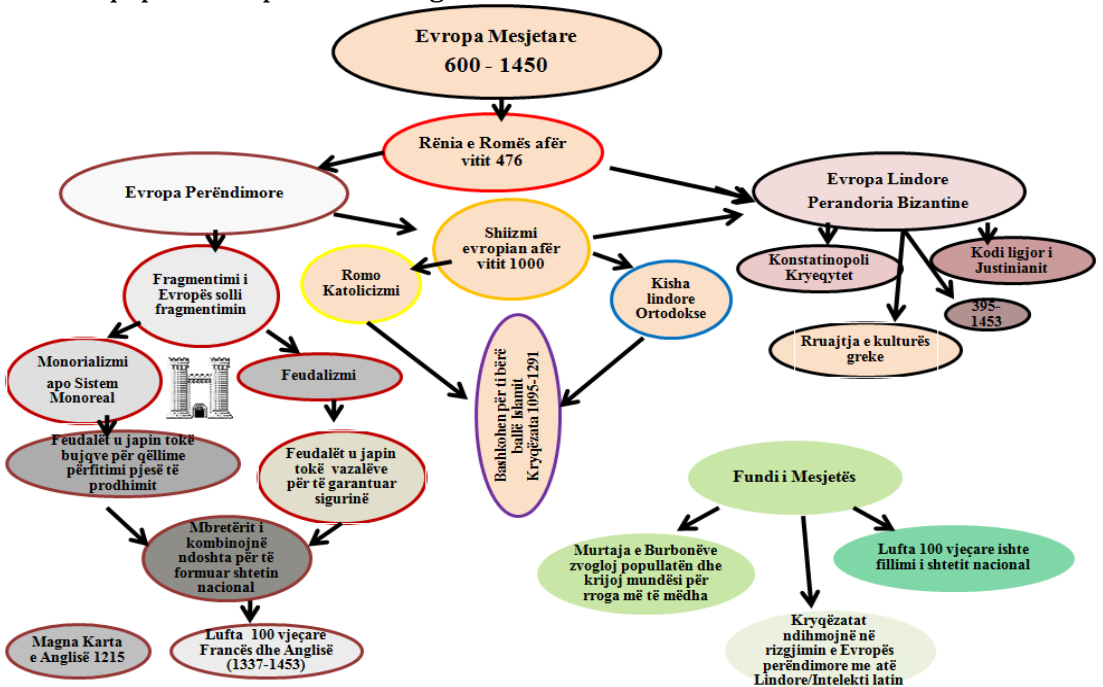 Evropa Mesjetare
600 - 1450
Rënia e Romës afër
vitit 476
Evropa Perëndimore
Evropa Lindore
Perandoria Bizantine
Shiizmi
evropian afër
vitit 1000
Konstatinopoli
Kryeqytet
Kodi ligjor i
Justinianit
395-
1453
Rruajtja e kulturës
greke
Fragmentimi i
Evropës solli
fragmentimin
Romo
Katolicizmi
Kisha
lindore
Ortodokse
Monorializmi
apo Sistem
Monoreal
Feudalizmi
Bashkohen për ti bërë
ballë Islamit
Kryqëzata 1095-1291
Feudalët u japin tokë
bujqve për qëllime
përfitimi pjesë të
prodhimit
Feudalët u japin
tokë vazalëve
për të garantuar
sigurinë
Mbretërit i
kombinojnë
ndoshta për të
formuar shtetin
nacional
Magna Karta
e Anglisë 1215
Lufta 100 vjeçare
Francës dhe Anglisë
(1337-1453)
Fundi i Mesjetës
Murtaja e Burbonëve
zvogloj popullatën dhe
krijoj mundësi për
rroga më të mëdha
Lufta 100 vjeçare ishte
fillimi i shtetit nacional
Kryqëzatat
ndihmojnë në
rizgjimin e Evropës
perëndimore me atë
Lindore/Intelekti latin